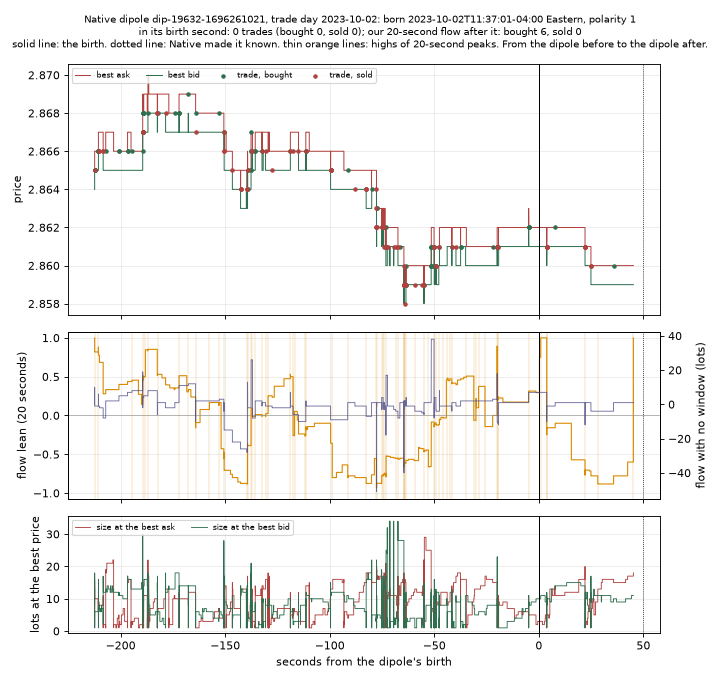 Native dipole dip-19632-1696261021, trade day 2023-10-02: born 2023-10-02T11:37:01-04:00 Eastern, polarity 1
in its birth second: 0 trades (bought 0, sold 0); our 20-second flow after it: bought 6, sold 0
solid line: the birth. dotted line: Native made it known. thin orange lines: highs of 20-second peaks. From the dipole before to the dipole after.
best ask best bid trade, bought trade, sold
2.870
2.868
2.866
2.864
2.862
2.860
2.858
price
1.0
0.5
0.0
−0.5
−1.0
flow lean (20 seconds)
40
20
0
−20
−40
flow with no window (lots)
size at the best ask size at the best bid
30
20
10
0
lots at the best price
−200 −150 −100 −50 0 50
seconds from the dipole's birth